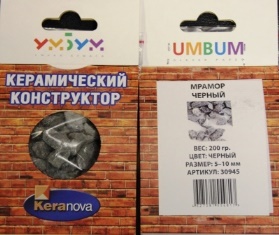 УМБУМ
КЕРАМИЧЕСКИЙ
КОНСТРУКТОР
Keranova
UMBUM
МРАМОР
ЧЕРНЫЙ
ВЕС: 200 гр.
ЦВЕТ: ЧЕРНЫЙ
РАЗМЕР: 5-10 мм
АРТИКУЛ: 30945